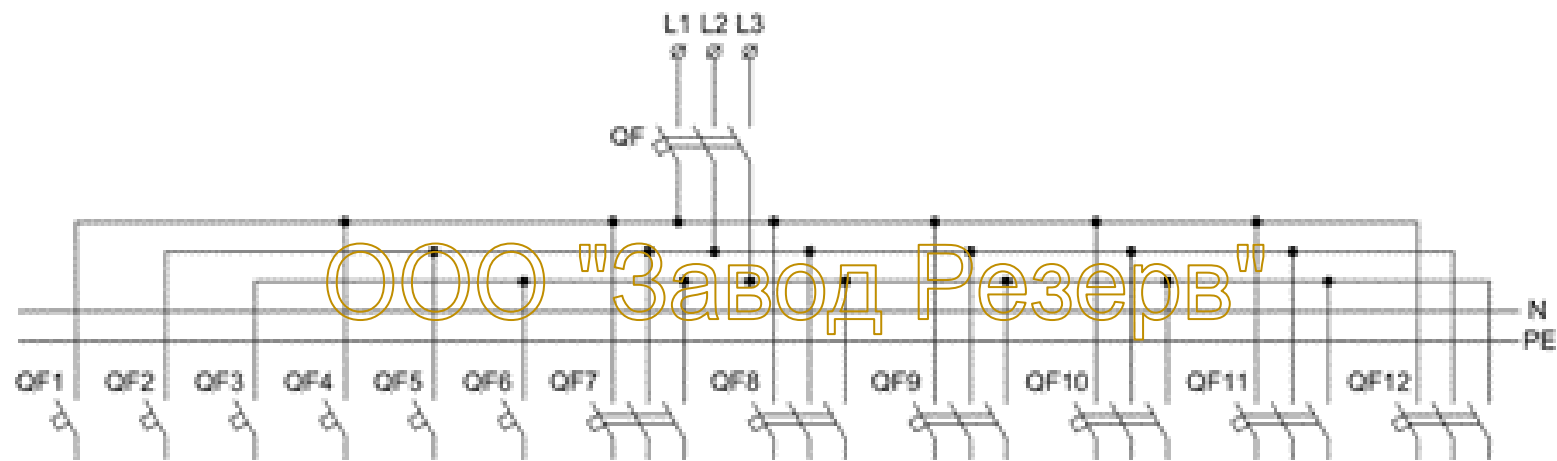 L1 L2 L3
QF
ООО "Завод Резерв"
N
PE
QF1 QF2 QF3 QF4 QF5 QF6 QF7 QF8 QF9 QF10 QF11 QF12